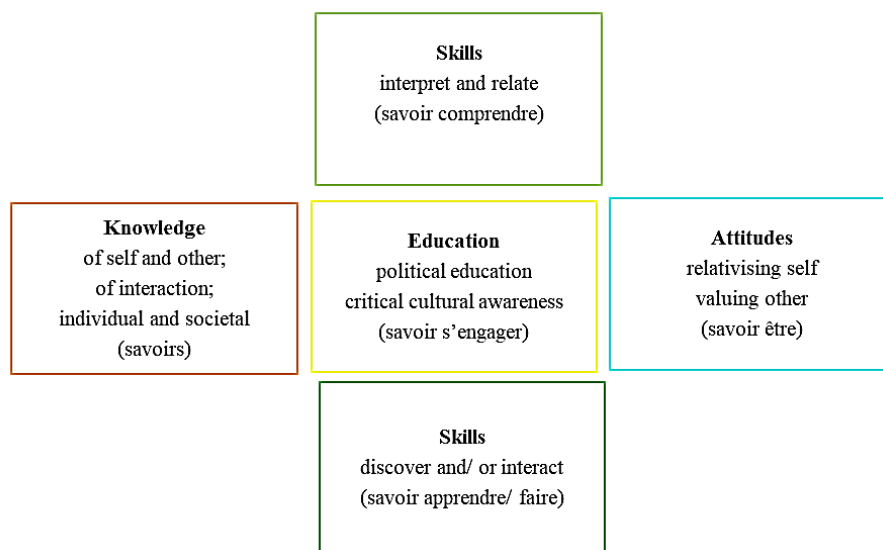 Skills
interpret and relate
(savoir comprendre)
Knowledge
of self and other;
of interaction;
individual and societal
(savoirs)
Education
political education
critical cultural awareness
(savoir s’engager)
Attitudes
relativising self
valuing other
(savoir être)
Skills
discover and/ or interact
(savoir apprendre/ faire)